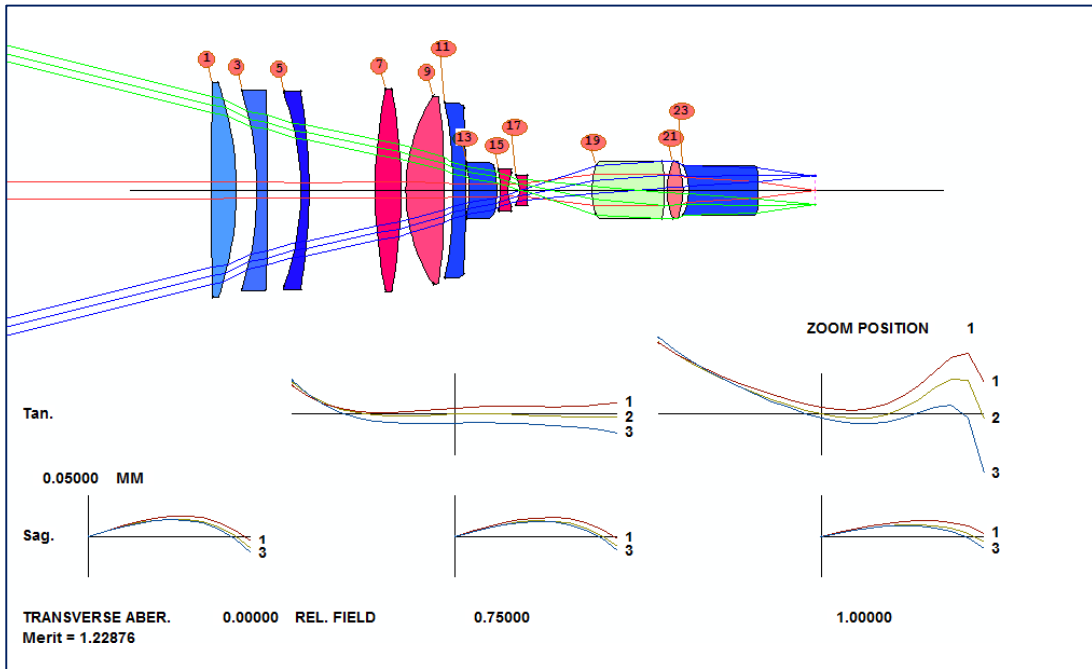 1 3 5 7 9 11 13 15 17 19 21 23
ZOOM POSITION 1
Tan.
1
2
3
1
2
3
0.05000 MM
Sag.
1
3
1
3
1
3
TRANSVERSE ABER. 0.00000 REL. FIELD 0.75000 1.00000
Merit = 1.22876